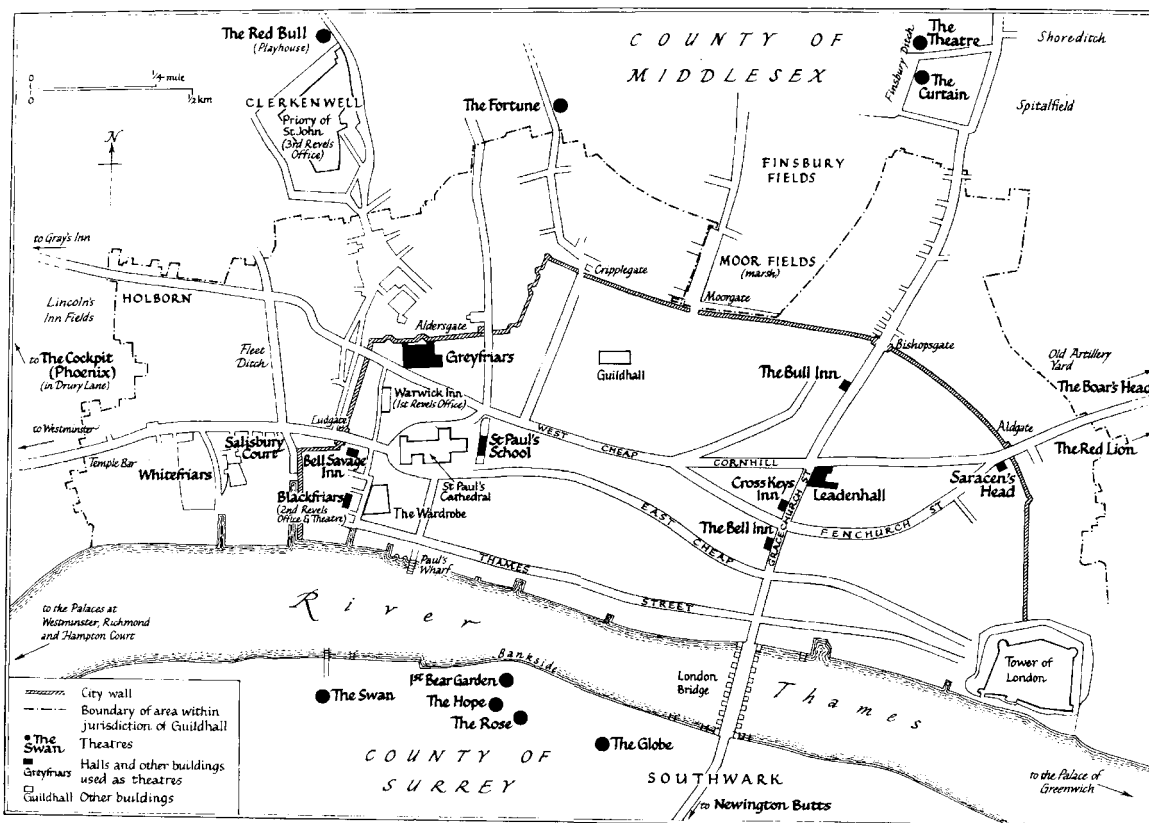 The Red Bull
(Playhouse)
COUNTY OF
MIDDLESEX
Finsbury Ditch
The
Theatre
The
Curtain
Shoreditch
Spitalfield
0
1/4 mile
0
1/2 km
CLERKENWELL
Priory of
St John
(3rd Revels
Office)
The Fortune
N
FINSBURY
FIELDS
to Gray's Inn
HOLBORN
Lincoln's
Inn Fields
to
The Cockpit
(Phoenix)
(in Drury Lane)
Fleet
Ditch
Aldersgate
Cripplegate
MOOR FIELDS
(marsh)
Moorgate
Bishopsgate
Greyfriars
Guildhall
The Bull Inn
Old Artillery
Yard
The Boar's Head
Warwick Inn
(1st Revels Office)
Ludgate
to Westminster
Temple Bar
Salisbury
Court
Whitefriars
Bell Savage
Inn
St Paul's
School
St Paul's
Cathedral
WEST CHEAP
CORNHILL
Aldgate
The Red Lion
Saracen's
Head
Cross Keys
Inn
Leadenhall
GRACECHURCH ST
FENCHURCH ST
The Bell Inn
EAST CHEAP
Blackfriars
(2nd Revels
Office & Theatre)
The Wardrobe
Paul's
Wharf
THAMES STREET
River
Thames
to the Palaces at
Westminster, Richmond
and Hampton Court
Bankside
London
Bridge
Tower of
London
The Swan
1st Bear Garden
The Hope
The Rose
The Globe
COUNTY OF
SURREY
SOUTHWARK
to Newington Butts
to the Palace of
Greenwich
City wall
Boundary of area within
jurisdiction of Guildhall
The
Swan
Theatres
Greyfriars
Halls and other buildings
used as theatres
Guildhall
Other buildings